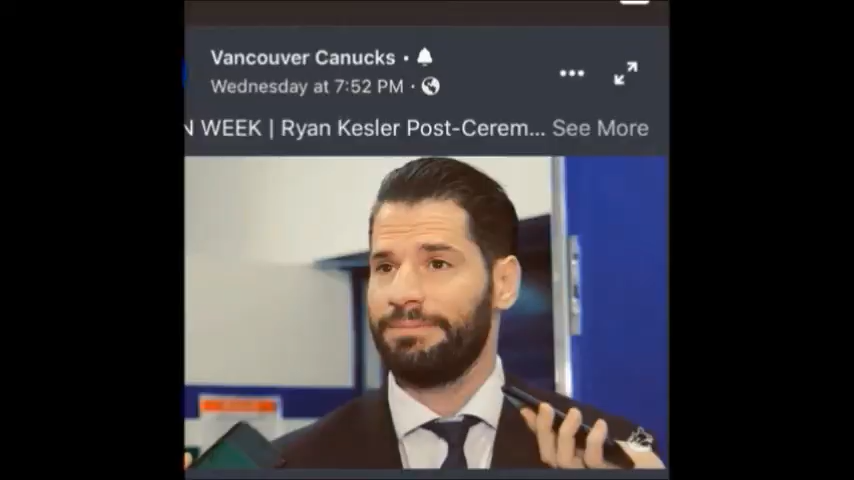 Vancouver Canucks ·
Wednesday at 7:52 PM ·
N WEEK | Ryan Kesler Post-Cerem... See More